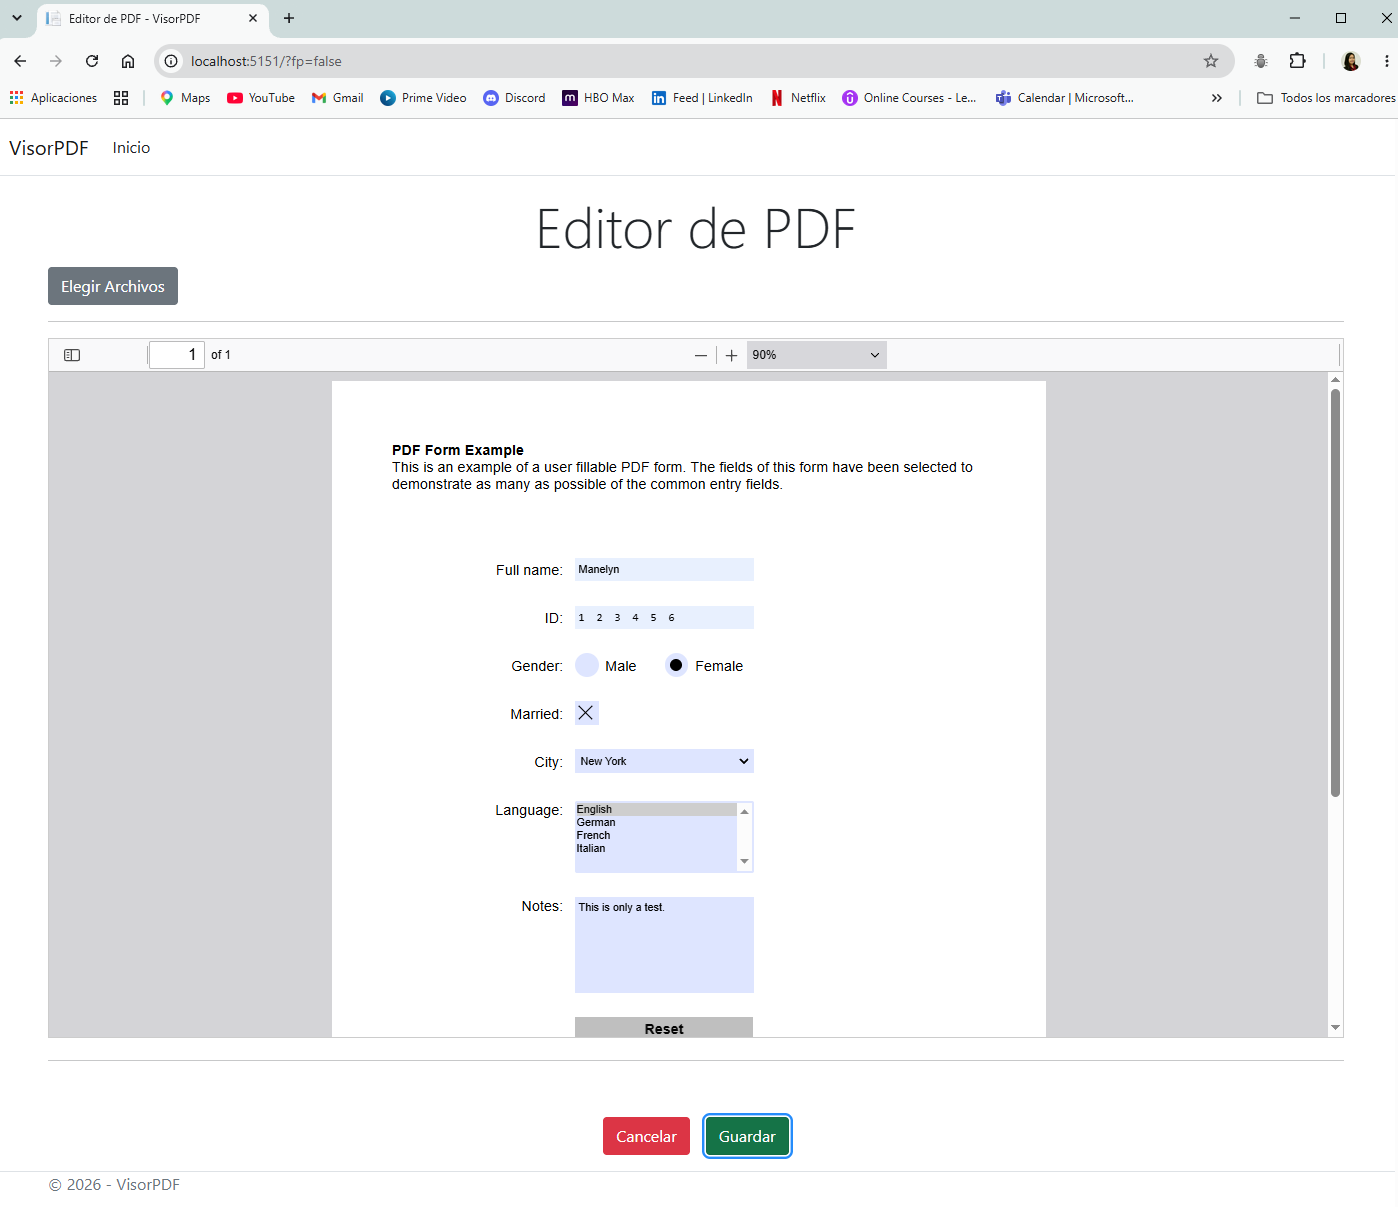 Editor de PDF - VisorPDF
localhost:5151/?fp=false
Aplicaciones Maps YouTube Gmail Prime Video Discord HBO Max Feed | LinkedIn Netflix Online Courses - Le... Calendar | Microsoft... Todos los marcadores
VisorPDF Inicio
Editor de PDF
Elegir Archivos
1 of 1 90%
PDF Form Example
This is an example of a user fillable PDF form. The fields of this form have been selected to
demonstrate as many as possible of the common entry fields.
Full name: Manelyn
ID: 1 2 3 4 5 6
Gender: Male Female
Married:
City: New York
Language: English
German
French
Italian
Notes: This is only a test.
Reset
Cancelar Guardar
© 2026 - VisorPDF